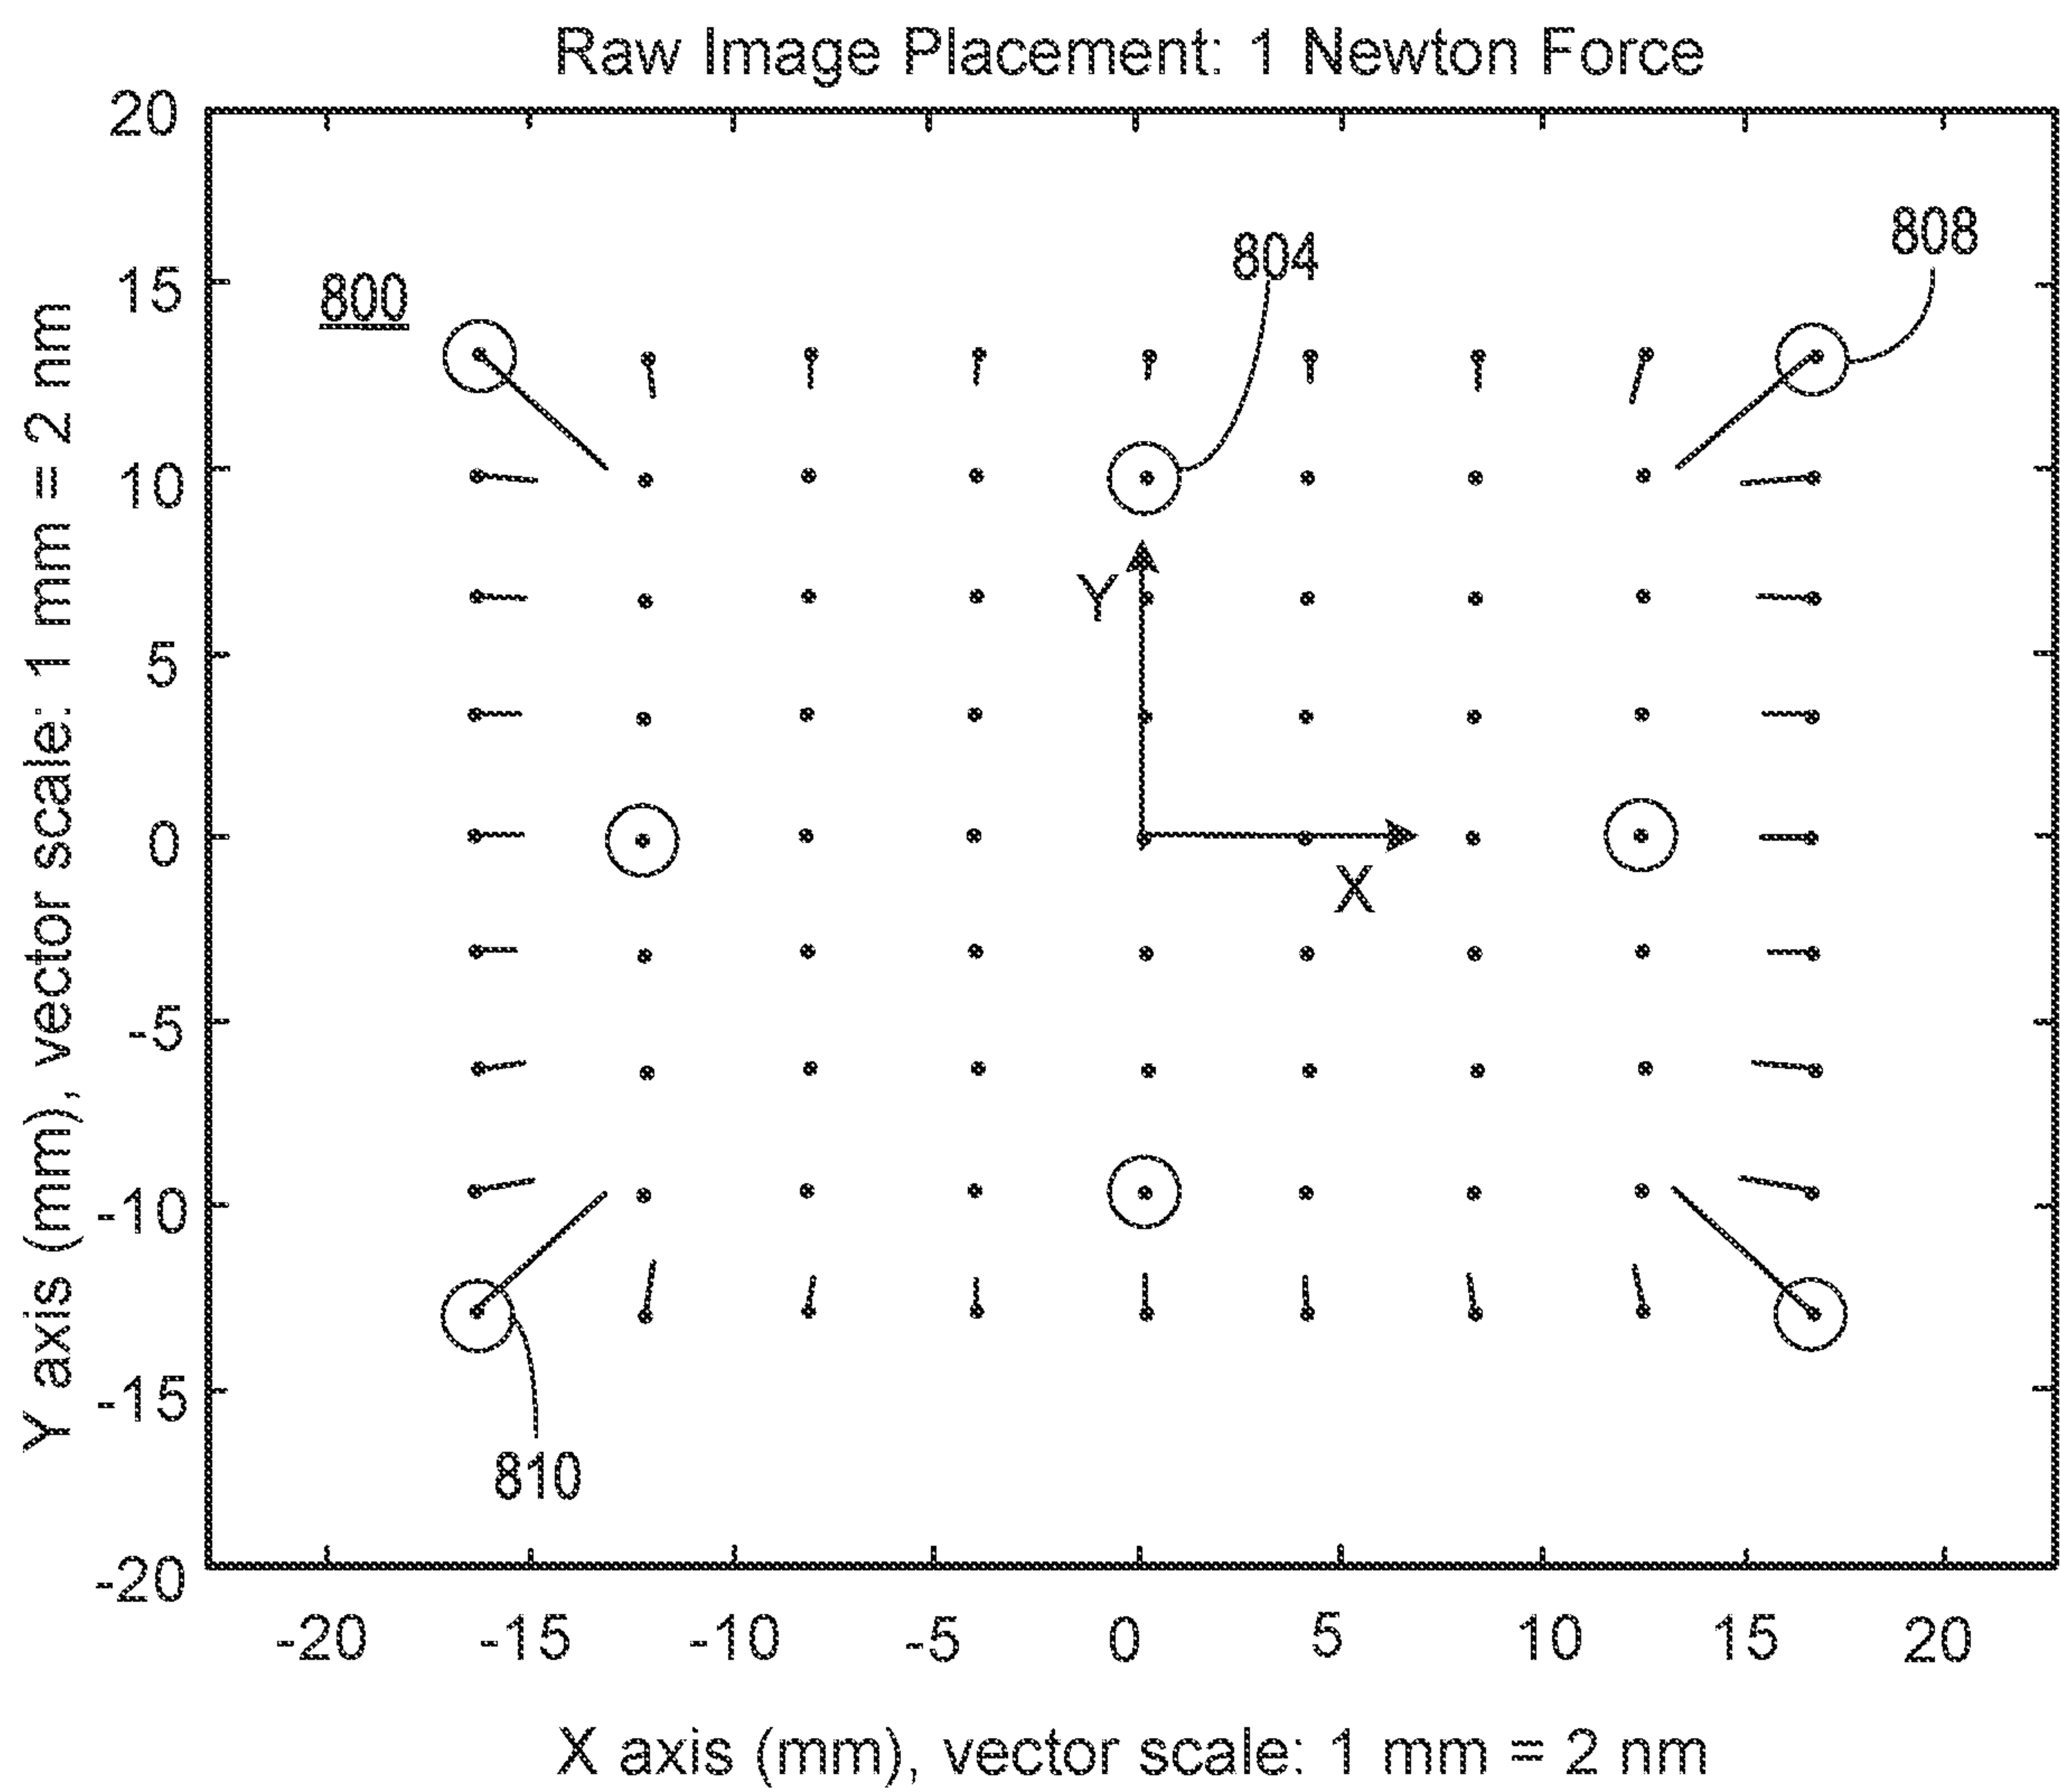 Raw Image Placement: 1 Newton Force
20
15
10
5
0
-5
-10
-15
-20
Y axis (mm), vector scale: 1 mm = 2 nm
800
804
808
Y
X
810
-20 -15 -10 -5 0 5 10 15 20
X axis (mm), vector scale: 1 mm = 2 nm